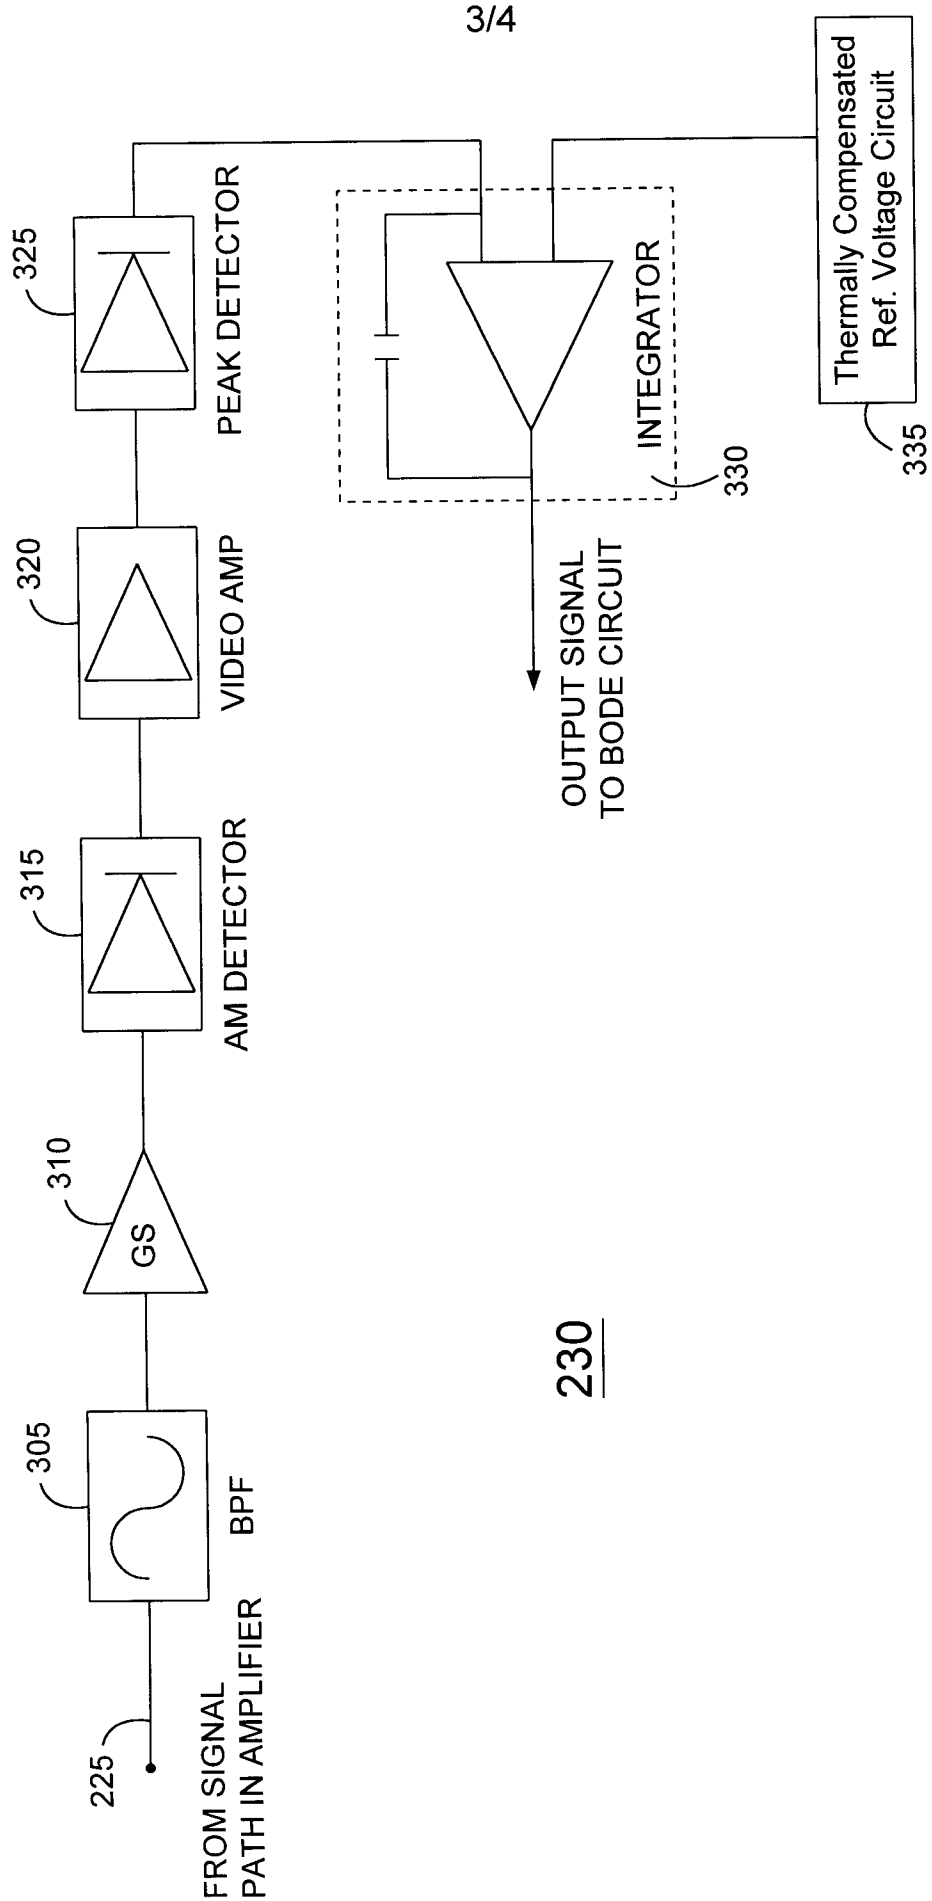 3/4
225
FROM SIGNAL
PATH IN AMPLIFIER
305
BPF
310
GS
315
AM DETECTOR
320
VIDEO AMP
325
PEAK DETECTOR
INTEGRATOR
330
OUTPUT SIGNAL
TO BODE CIRCUIT
Thermally Compensated
Ref. Voltage Circuit
335
230